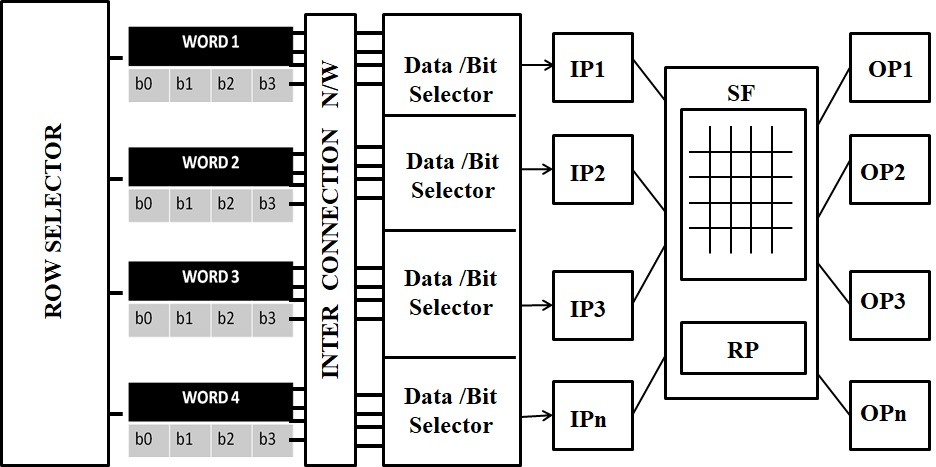 ROW SELECTOR
WORD 1
b0 b1 b2 b3
WORD 2
b0 b1 b2 b3
WORD 3
b0 b1 b2 b3
WORD 4
b0 b1 b2 b3
INTER CONNECTION N/W
Data /Bit
Selector
Data /Bit
Selector
Data /Bit
Selector
Data /Bit
Selector
IP1
IP2
IP3
IPn
SF
RP
OP1
OP2
OP3
OPn